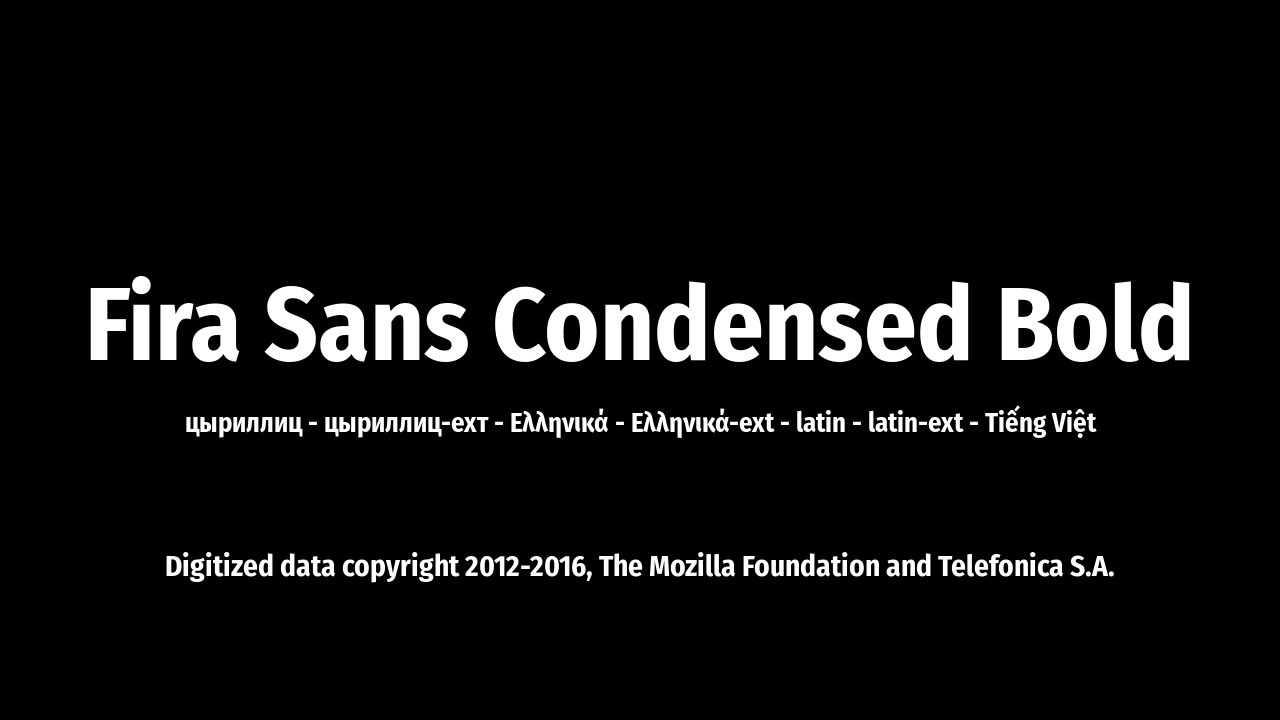 Fira Sans Condensed Bold
цыриллиц - цыриллиц-ехт - Ελληνικά - Ελληνικά-ext - latin - latin-ext - Tiếng Việt
Digitized data copyright 2012-2016, The Mozilla Foundation and Telefonica S.A.